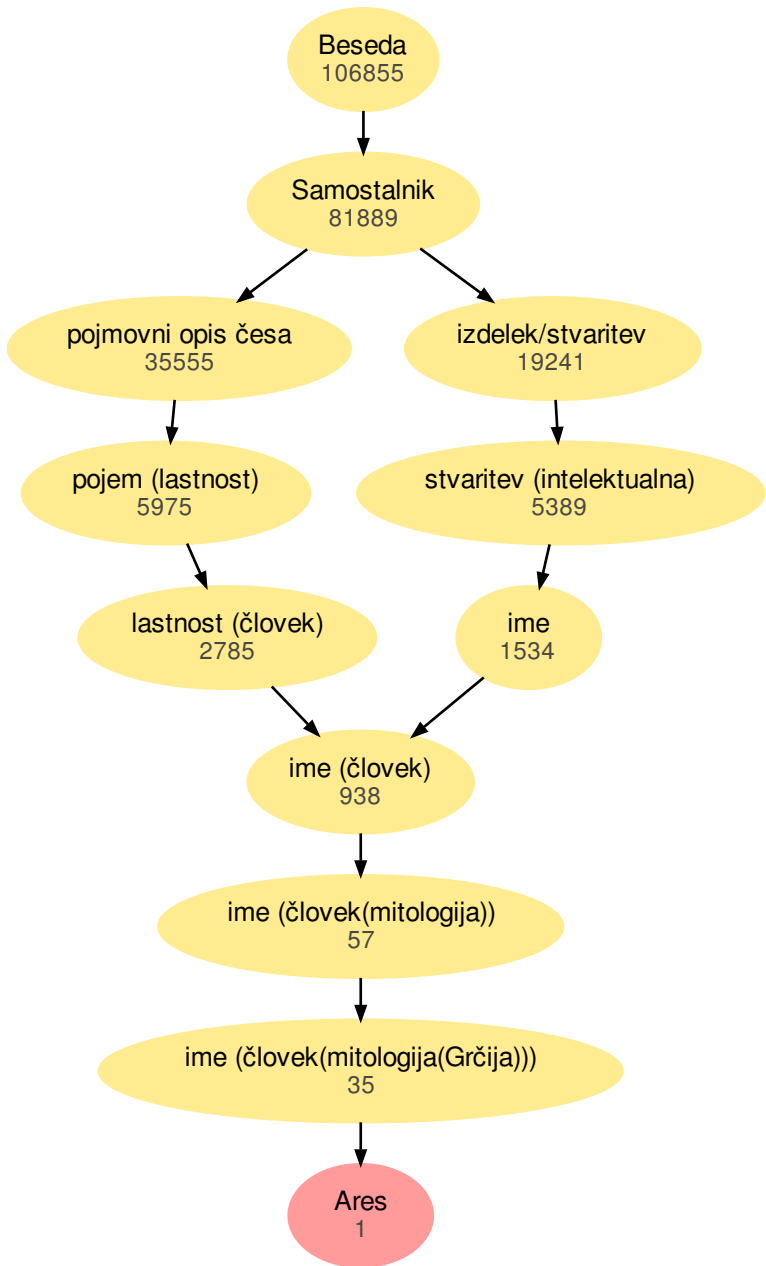 Beseda
106855
Samostalnik
81889
pojmovni opis česa
35555
izdelek/stvaritev
19241
pojem (lastnost)
5975
stvaritev (intelektualna)
5389
lastnost (človek)
2785
ime
1534
ime (človek)
938
ime (človek(mitologija))
57
ime (človek(mitologija(Grčija)))
35
Ares
1